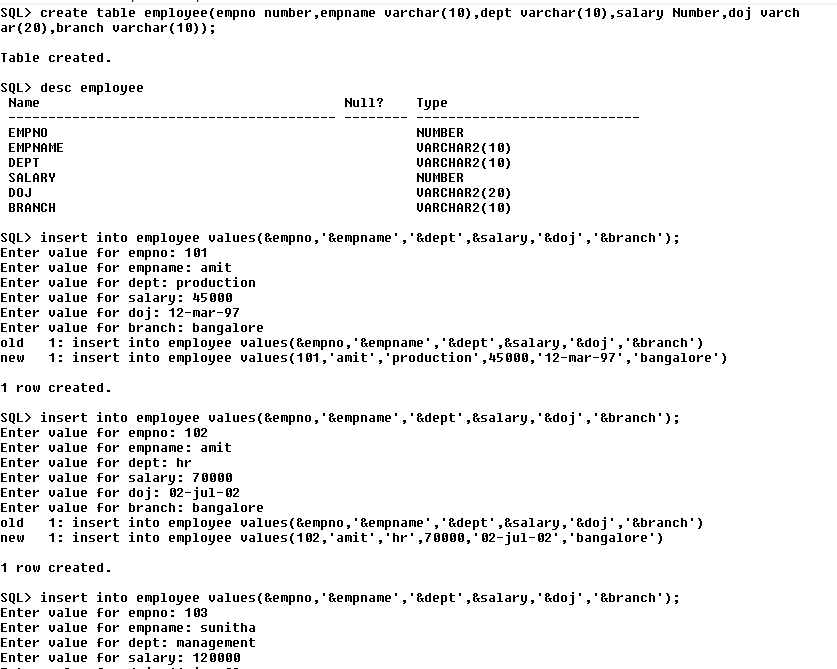 SQL> create table employee(empno number,empname varchar(10),dept varchar(10),salary Number,doj varch
ar(20),branch varchar(10));
Table created.
SQL> desc employee
Name Null? Type
----------------------------------------- -------- ----------------------------
EMPNO NUMBER
EMPNAME VARCHAR2(10)
DEPT VARCHAR2(10)
SALARY NUMBER
DOJ VARCHAR2(20)
BRANCH VARCHAR2(10)
SQL> insert into employee values(&empno,'&empname','&dept',&salary,'&doj','&branch');
Enter value for empno: 101
Enter value for empname: amit
Enter value for dept: production
Enter value for salary: 45000
Enter value for doj: 12-mar-97
Enter value for branch: bangalore
old 1: insert into employee values(&empno,'&empname','&dept',&salary,'&doj','&branch')
new 1: insert into employee values(101,'amit','production',45000,'12-mar-97','bangalore')
1 row created.
SQL> insert into employee values(&empno,'&empname','&dept',&salary,'&doj','&branch');
Enter value for empno: 102
Enter value for empname: amit
Enter value for dept: hr
Enter value for salary: 70000
Enter value for doj: 02-jul-02
Enter value for branch: bangalore
old 1: insert into employee values(&empno,'&empname','&dept',&salary,'&doj','&branch')
new 1: insert into employee values(102,'amit','hr',70000,'02-jul-02','bangalore')
1 row created.
SQL> insert into employee values(&empno,'&empname','&dept',&salary,'&doj','&branch');
Enter value for empno: 103
Enter value for empname: sunitha
Enter value for dept: management
Enter value for salary: 120000